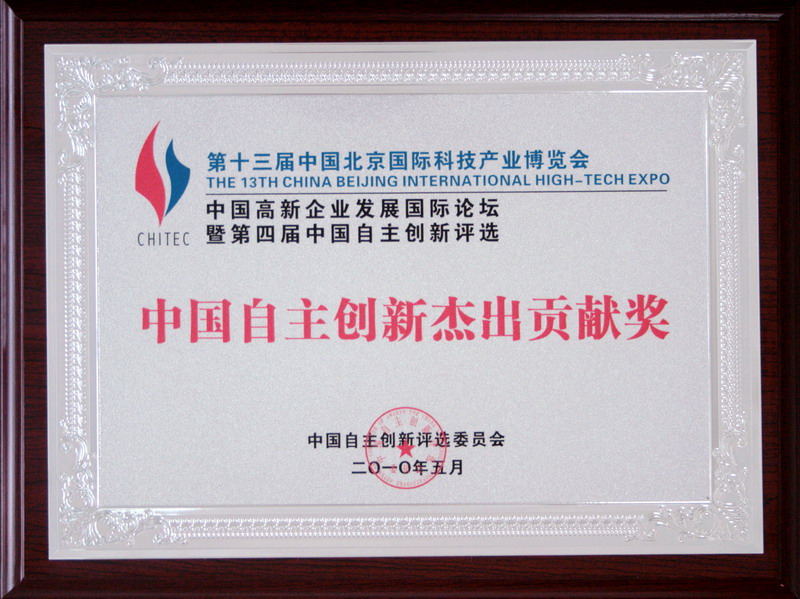 第十三届中国北京国际科技产业博览会
THE 13TH CHINA BEIJING INTERNATIONAL HIGH-TECH EXPO
中国高新企业发展国际论坛
CHITEC
暨第四届中国自主创新评选
中国自主创新杰出贡献奖
中国自主创新评选委员会
二〇一〇年五月